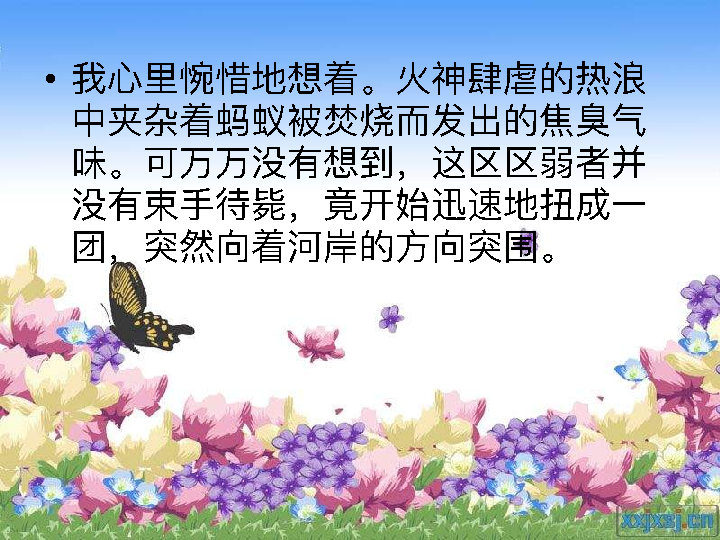 • 我心里惋惜地想着。火神肆虐的热浪
中夹杂着蚂蚁被焚烧而发出的焦臭气
味。可万万没有想到，这区区弱者并
没有束手待毙，竟开始迅速地扭成一
团，突然向着河岸的方向突围。
xxjxsj.cn